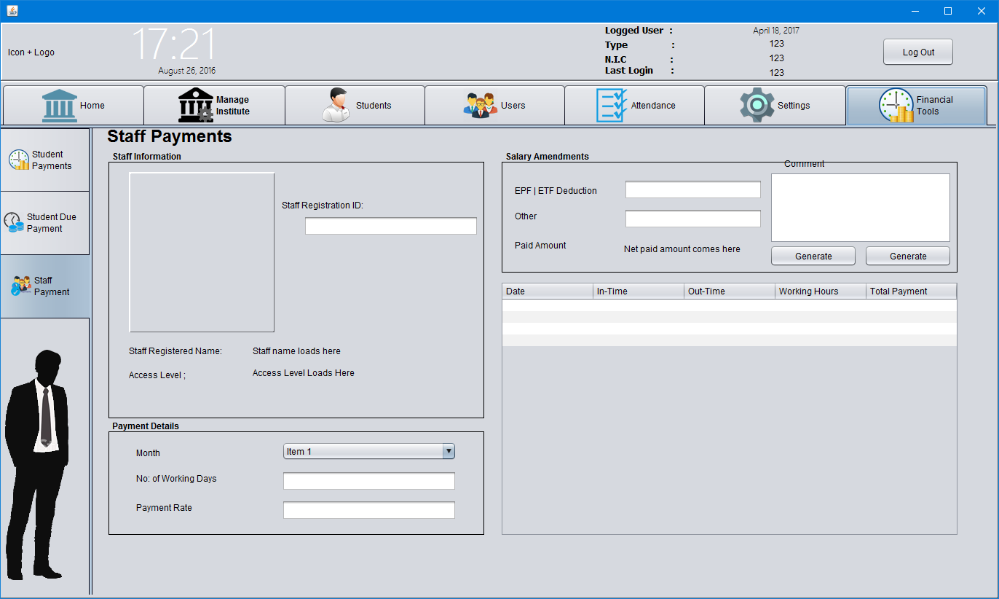 17:21
August 26, 2016
Icon + Logo
Logged User :
April 18, 2017
Type :
123
N.I.C :
123
Last Login :
123
Log Out
Home
Manage
Institute
Students
Users
Attendance
Settings
Financial
Tools
Student
Payments
Student Due
Payment
Staff
Payment
Staff Payments
Staff Information
Staff Registration ID:
Staff Registered Name:
Staff name loads here
Access Level ;
Access Level Loads Here
Payment Details
Month
Item 1
No: of Working Days
Payment Rate
Salary Amendments
Comment
EPF | ETF Deduction
Other
Paid Amount
Net paid amount comes here
Generate
Generate
Date
In-Time
Out-Time
Working Hours
Total Payment